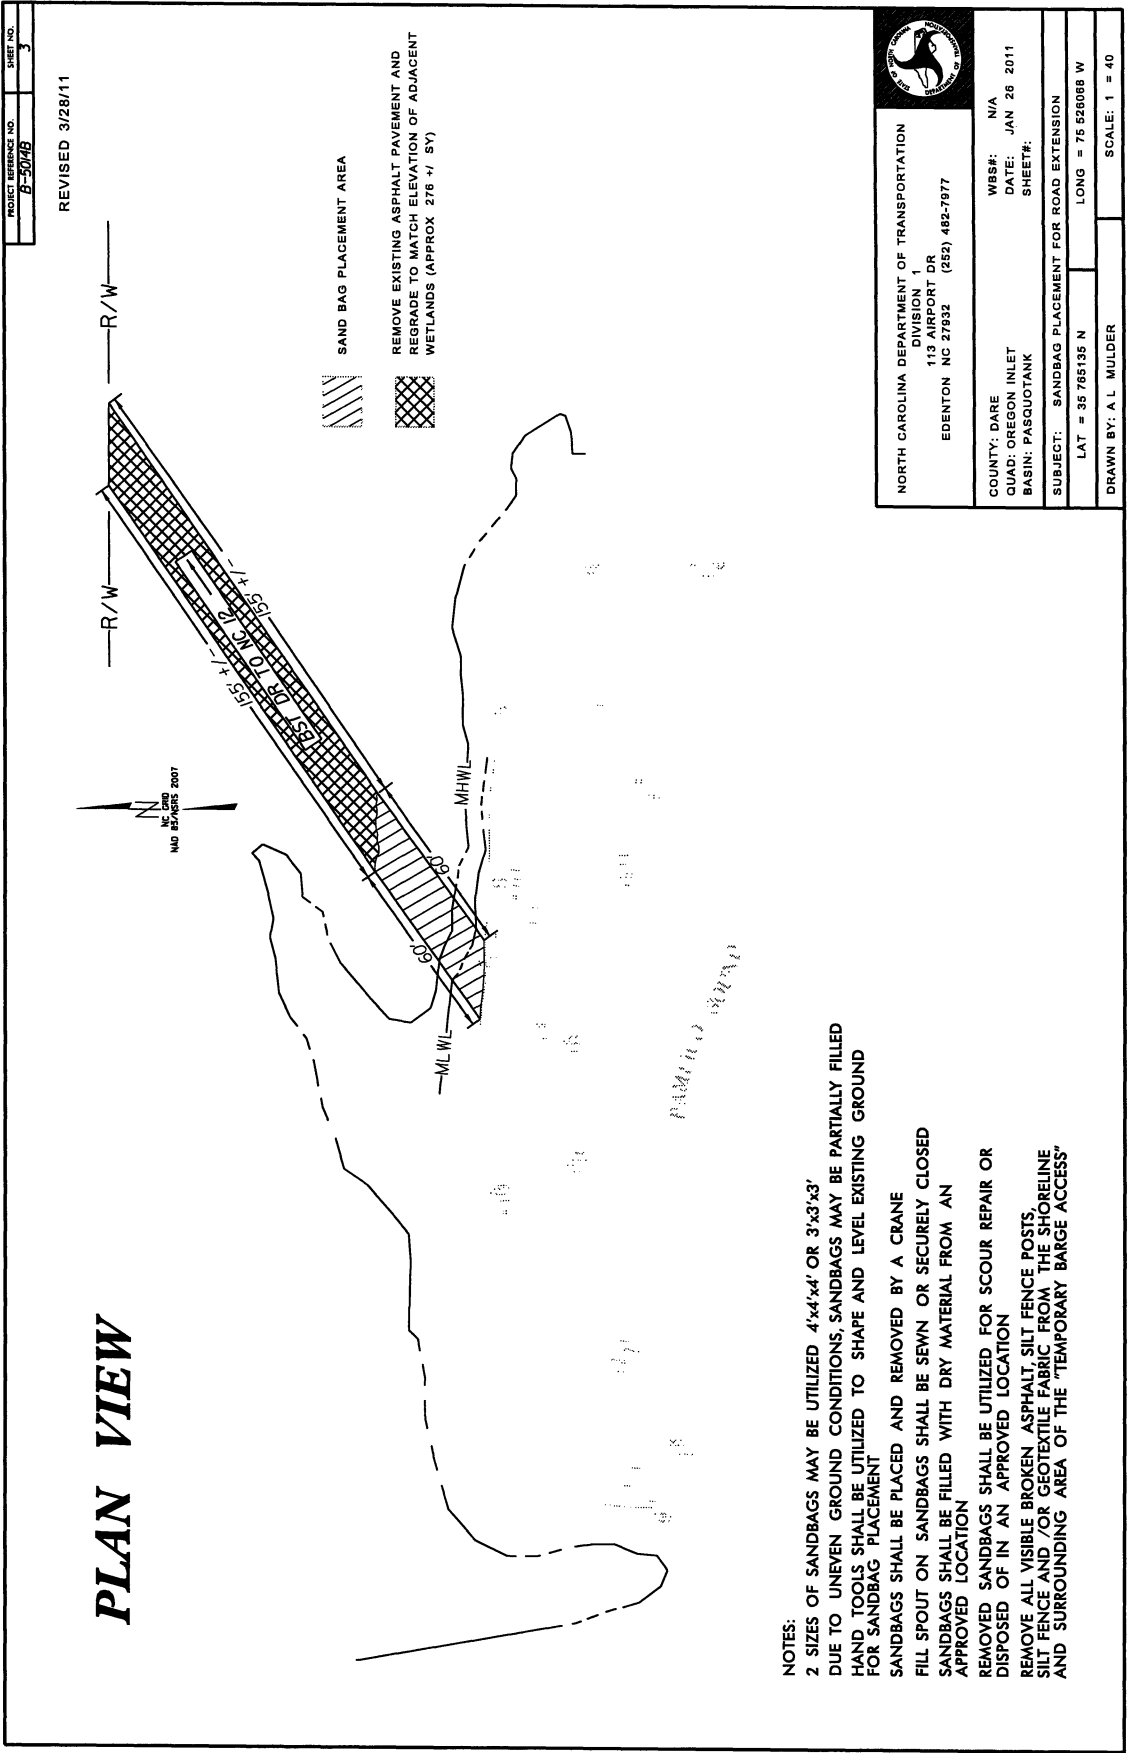 PROJECT REFERENCE NO.
SHEET NO.
B-5014B
3
REVISED 3/28/11
PLAN VIEW
R/W
R/W
NC GRID
NAD 83/NSRS 2007
155' +/-
155' +/-
BST DR TO NC 12
60'
60'
MHWL
MLWL
PAMLICO SOUND
SAND BAG PLACEMENT AREA
REMOVE EXISTING ASPHALT PAVEMENT AND
REGRADE TO MATCH ELEVATION OF ADJACENT
WETLANDS (APPROX 276 +/ SY)
NOTES:
2 SIZES OF SANDBAGS MAY BE UTILIZED 4'x4'x4' OR 3'x3'x3'
DUE TO UNEVEN GROUND CONDITIONS, SANDBAGS MAY BE PARTIALLY FILLED
HAND TOOLS SHALL BE UTILIZED TO SHAPE AND LEVEL EXISTING GROUND
FOR SANDBAG PLACEMENT
SANDBAGS SHALL BE PLACED AND REMOVED BY A CRANE
FILL SPOUT ON SANDBAGS SHALL BE SEWN OR SECURELY CLOSED
SANDBAGS SHALL BE FILLED WITH DRY MATERIAL FROM AN
APPROVED LOCATION
REMOVED SANDBAGS SHALL BE UTILIZED FOR SCOUR REPAIR OR
DISPOSED OF IN AN APPROVED LOCATION
REMOVE ALL VISIBLE BROKEN ASPHALT, SILT FENCE POSTS,
SILT FENCE AND /OR GEOTEXTILE FABRIC FROM THE SHORELINE
AND SURROUNDING AREA OF THE "TEMPORARY BARGE ACCESS"
STATE OF NORTH CAROLINA
DEPARTMENT OF TRANSPORTATION
NORTH CAROLINA DEPARTMENT OF TRANSPORTATION
DIVISION 1
113 AIRPORT DR
EDENTON NC 27932 (252) 482-7977
COUNTY: DARE
WBS#: N/A
QUAD: OREGON INLET
DATE: JAN 26 2011
BASIN: PASQUOTANK
SHEET#:
SUBJECT: SANDBAG PLACEMENT FOR ROAD EXTENSION
LAT = 35 765135 N
LONG = 75 526068 W
DRAWN BY: A L MULDER
SCALE: 1 = 40